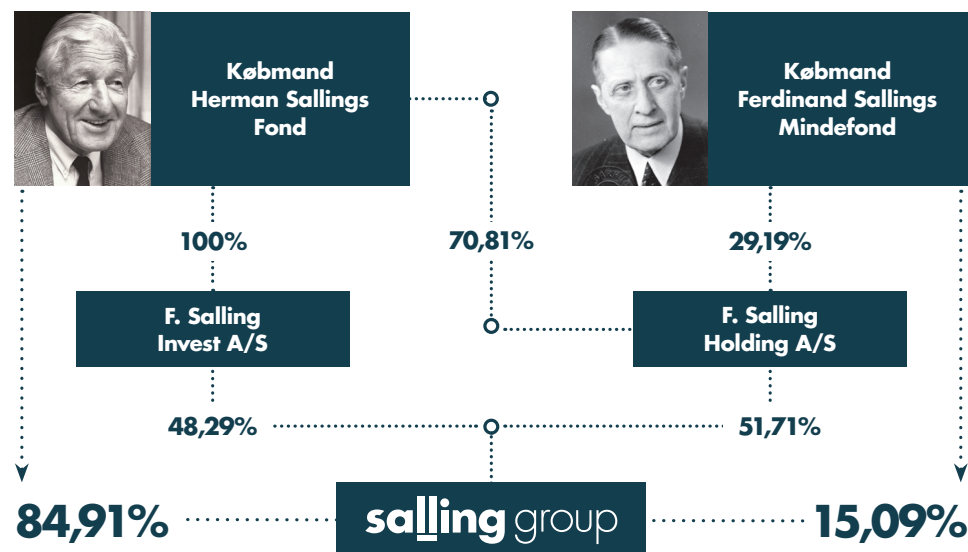 Købmand
Herman Sallings
Fond
Købmand
Ferdinand Sallings
Mindefond
100%
70,81%
29,19%
F. Salling
Invest A/S
F. Salling
Holding A/S
48,29%
51,71%
84,91%
salling group
15,09%